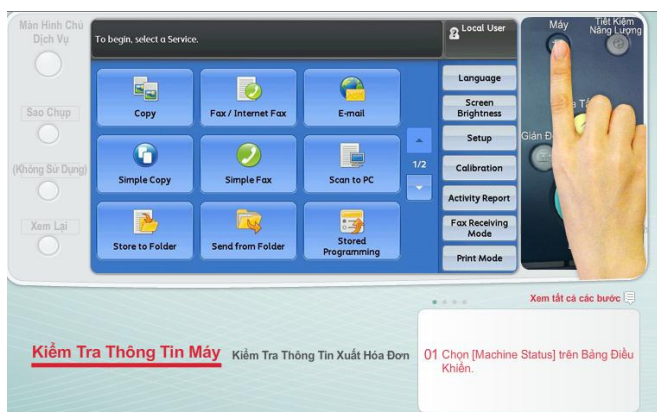 Màn Hình Chủ
Dịch Vụ
To begin, select a Service.
Local User
Máy
Tiết Kiệm
Năng Lượng
Copy
Fax / Internet Fax
E-mail
Language
Screen
Brightness
Sao Chụp
Setup
Gián
1/2
Calibration
(Không Sử Dụng)
Simple Copy
Simple Fax
Scan to PC
Activity Report
Xem Lại
Fax Receiving
Mode
Store to Folder
Send from Folder
Stored
Programming
Print Mode
Xem tất cả các bước
Kiểm Tra Thông Tin Máy
Kiểm Tra Thông Tin Xuất Hóa Đơn
01 Chọn [Machine Status] trên Bảng Điều
Khiển.